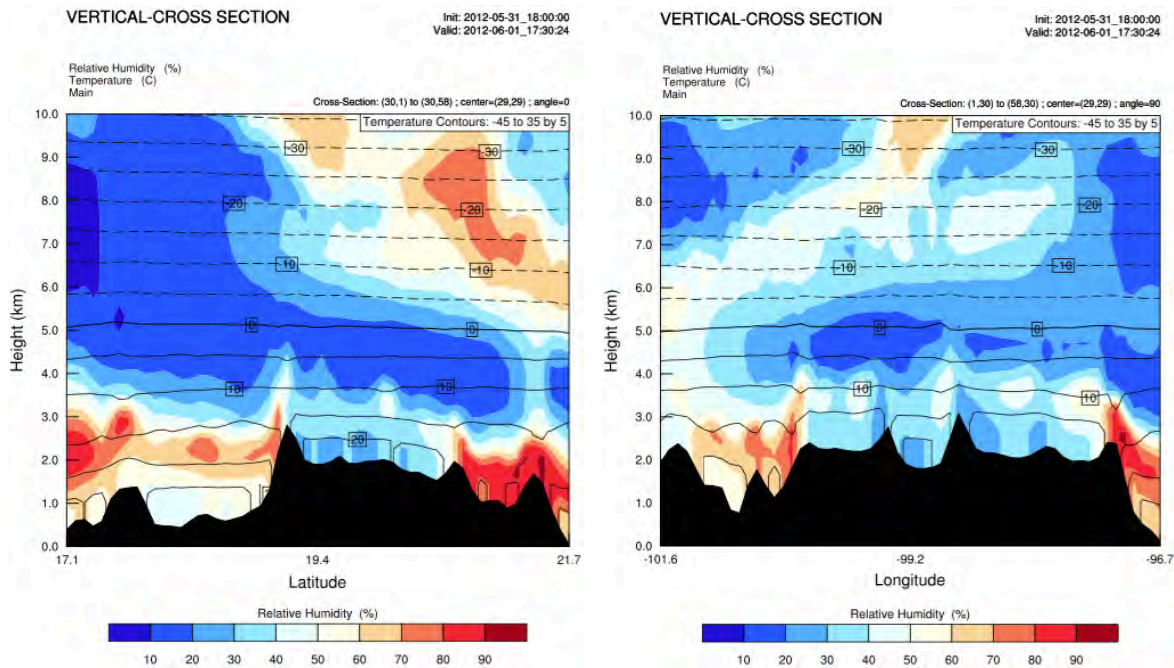 VERTICAL-CROSS SECTION
Init: 2012-05-31_18:00:00
Valid: 2012-06-01_17:30:24
Relative Humidity (%)
Temperature (C)
Main
Cross-Section: (30,1) to (30,58) ; center=(29,29) ; angle=0
Temperature Contours: -45 to 35 by 5
10.0
9.0
8.0
7.0
6.0
5.0
4.0
3.0
2.0
1.0
0.0
Height (km)
-30
-30
-20
-20
-10
-10
0
0
10
10
20
17.1
19.4
21.7
Latitude
Relative Humidity (%)
10 20 30 40 50 60 70 80 90
VERTICAL-CROSS SECTION
Init: 2012-05-31_18:00:00
Valid: 2012-06-01_17:30:24
Relative Humidity (%)
Temperature (C)
Main
Cross-Section: (1,30) to (58,30) ; center=(29,29) ; angle=90
Temperature Contours: -45 to 35 by 5
10.0
9.0
8.0
7.0
6.0
5.0
4.0
3.0
2.0
1.0
0.0
Height (km)
-30
-30
-20
-20
-10
-10
0
0
10
10
-101.6
-99.2
-96.7
Longitude
Relative Humidity (%)
10 20 30 40 50 60 70 80 90